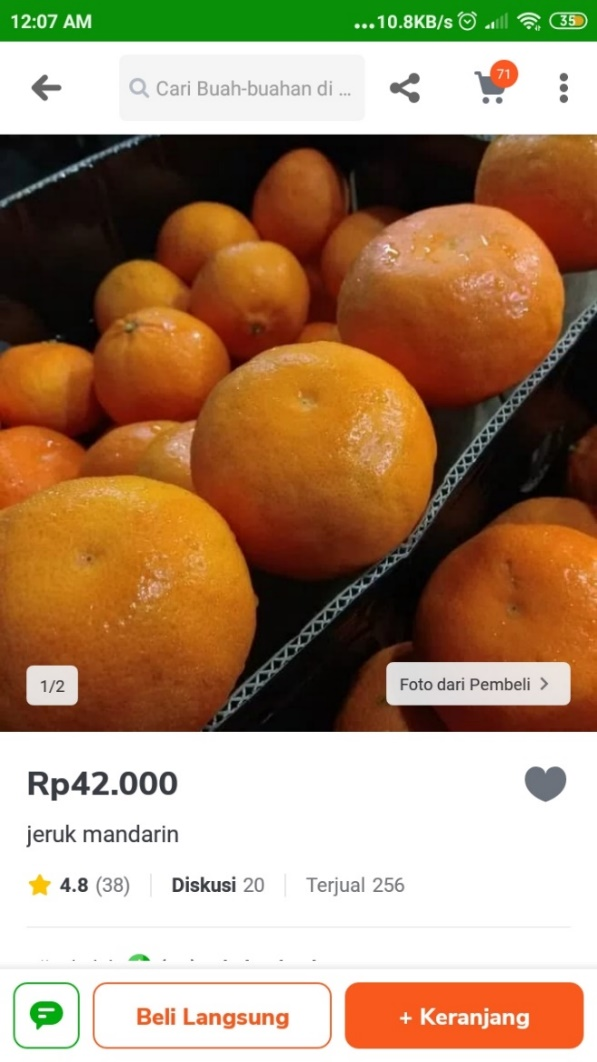 12:07 AM
...10.8KB/s
35
Cari Buah-buahan di ...
71
1/2
Foto dari Pembeli
Rp42.000
jeruk mandarin
4.8 (38)
Diskusi 20
Terjual 256
Beli Langsung
+ Keranjang